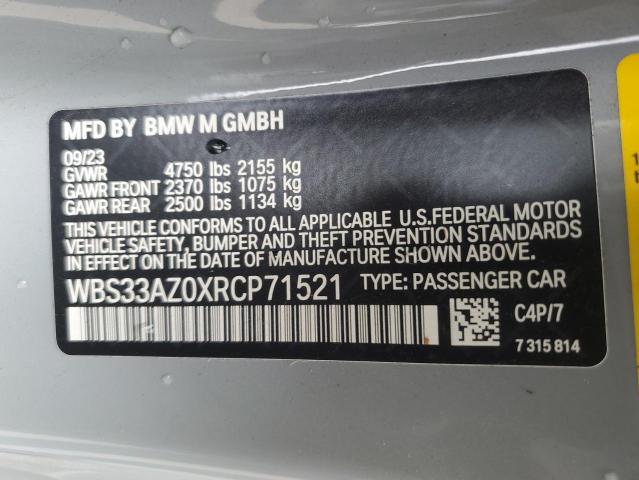 MFD BY BMW M GMBH
09/23
GVWR 4750 lbs 2155 kg
GAWR FRONT 2370 lbs 1075 kg
GAWR REAR 2500 lbs 1134 kg
THIS VEHICLE CONFORMS TO ALL APPLICABLE U.S.FEDERAL MOTOR
VEHICLE SAFETY, BUMPER AND THEFT PREVENTION STANDARDS
IN EFFECT ON THE DATE OF MANUFACTURE SHOWN ABOVE.
WBS33AZ0XRCP71521 TYPE: PASSENGER CAR
C4P/7
7 315 814